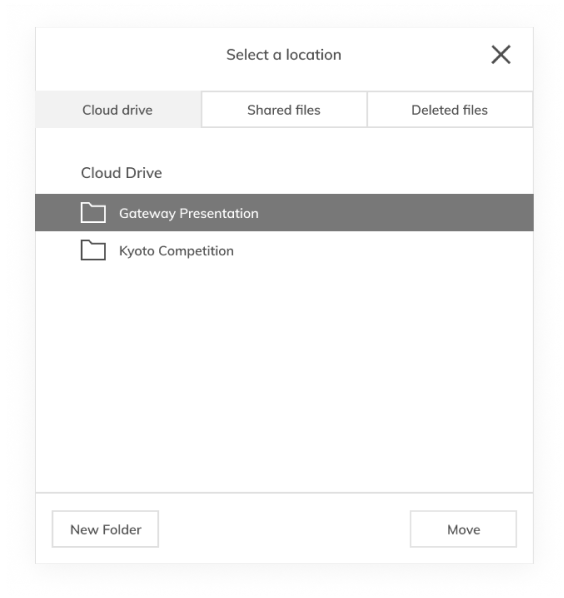 Select a location
Cloud drive
Shared files
Deleted files
Cloud Drive
Gateway Presentation
Kyoto Competition
New Folder
Move